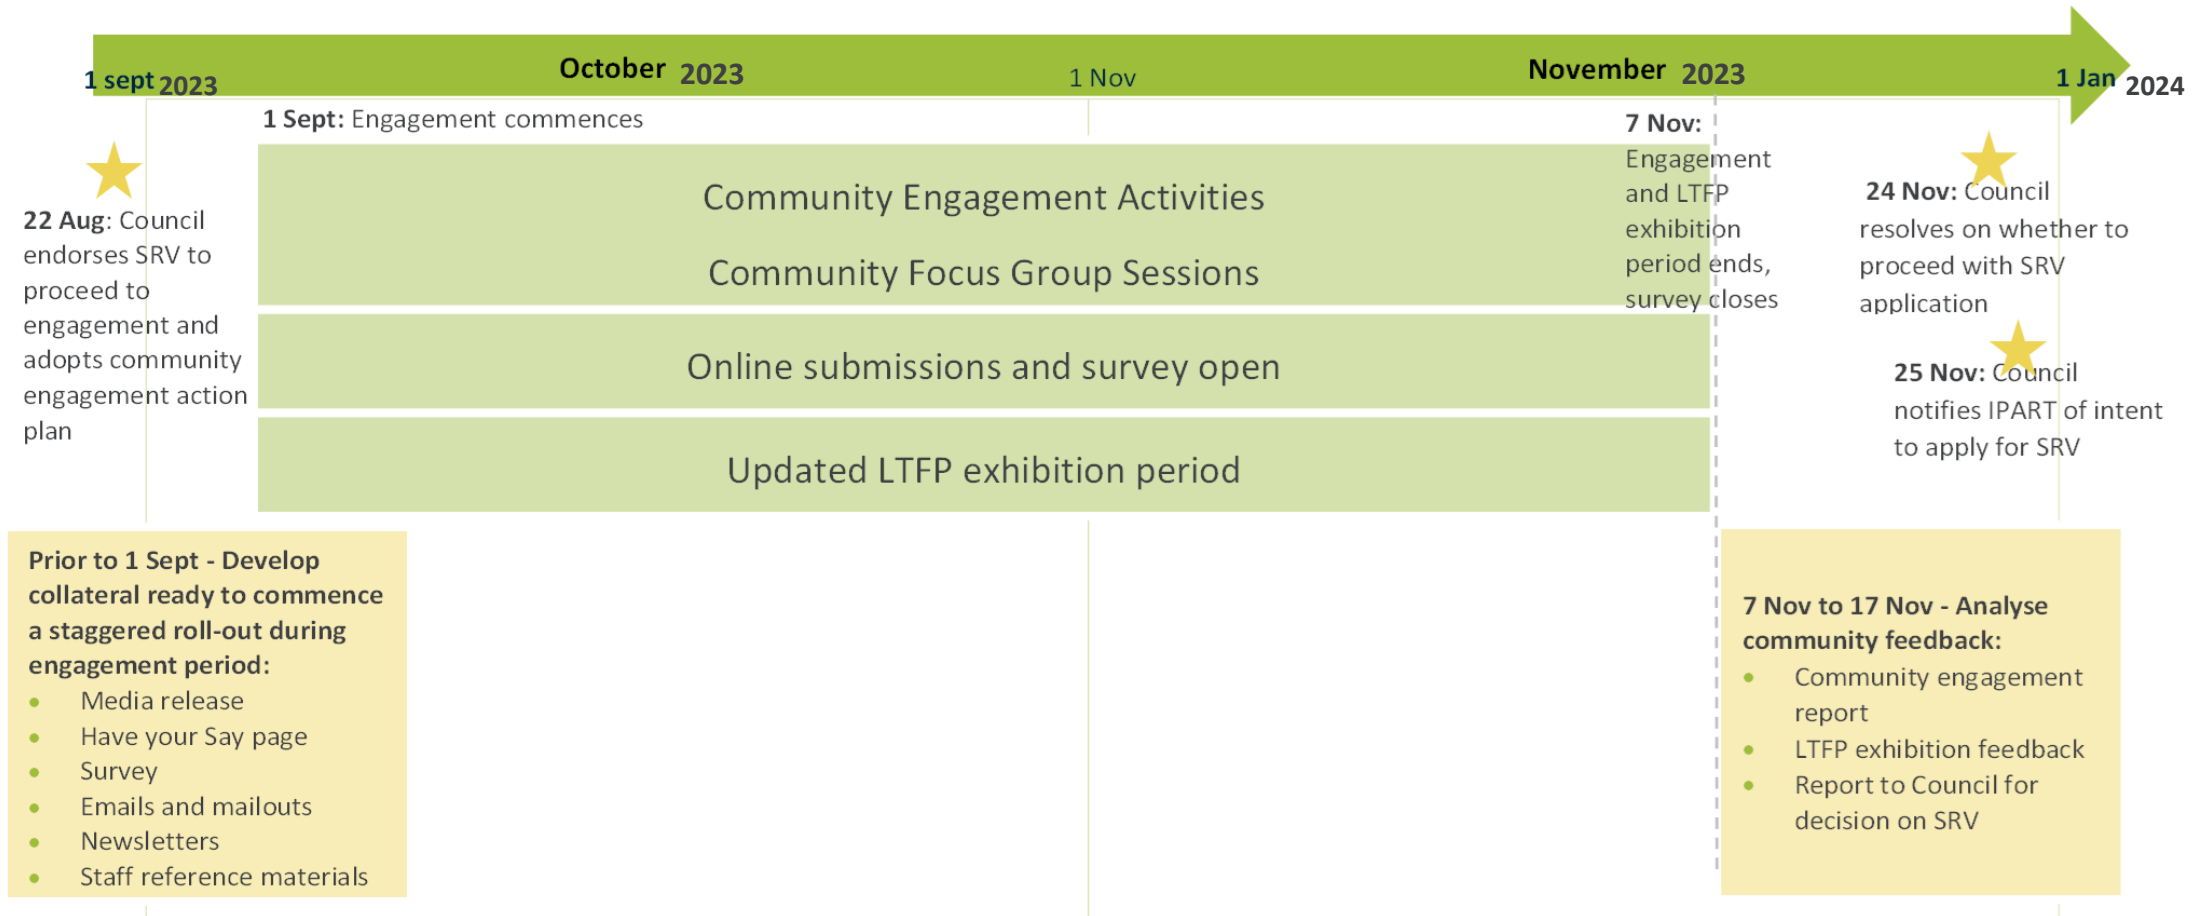 1 sept 2023
October 2023
1 Nov
November 2023
1 Jan 2024
22 Aug: Council
endorses SRV to
proceed to
engagement and
adopts community
engagement action
plan
1 Sept: Engagement commences
Community Engagement Activities
Community Focus Group Sessions
Online submissions and survey open
Updated LTFP exhibition period
7 Nov:
Engagement
and LTFP
exhibition
period ends,
survey closes
24 Nov: Council
resolves on whether to
proceed with SRV
application
25 Nov: Council
notifies IPART of intent
to apply for SRV
Prior to 1 Sept - Develop
collateral ready to commence
a staggered roll-out during
engagement period:
• Media release
• Have your Say page
• Survey
• Emails and mailouts
• Newsletters
• Staff reference materials
7 Nov to 17 Nov - Analyse
community feedback:
• Community engagement
report
• LTFP exhibition feedback
• Report to Council for
decision on SRV